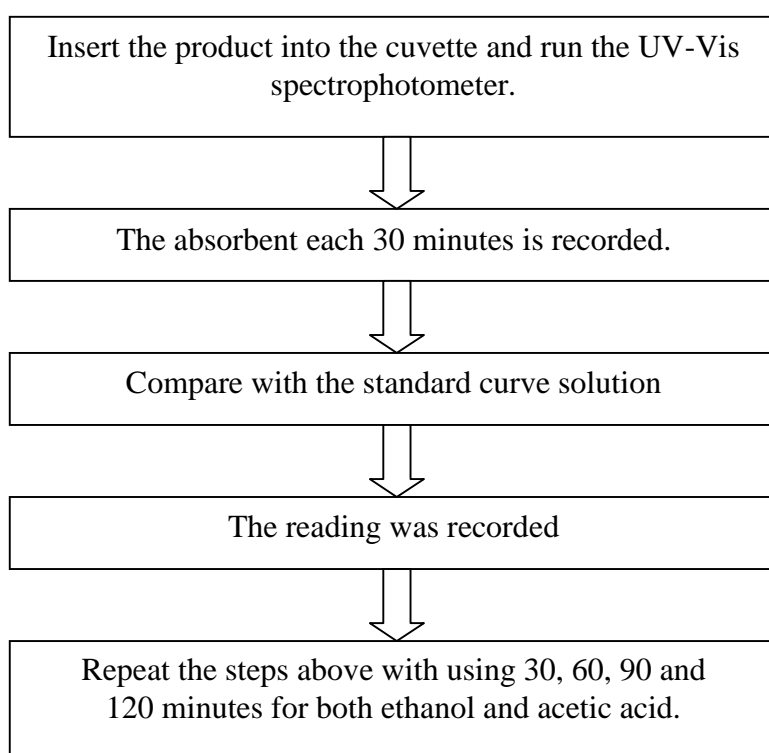 Insert the product into the cuvette and run the UV-Vis
spectrophotometer.
The absorbent each 30 minutes is recorded.
Compare with the standard curve solution
The reading was recorded
Repeat the steps above with using 30, 60, 90 and
120 minutes for both ethanol and acetic acid.